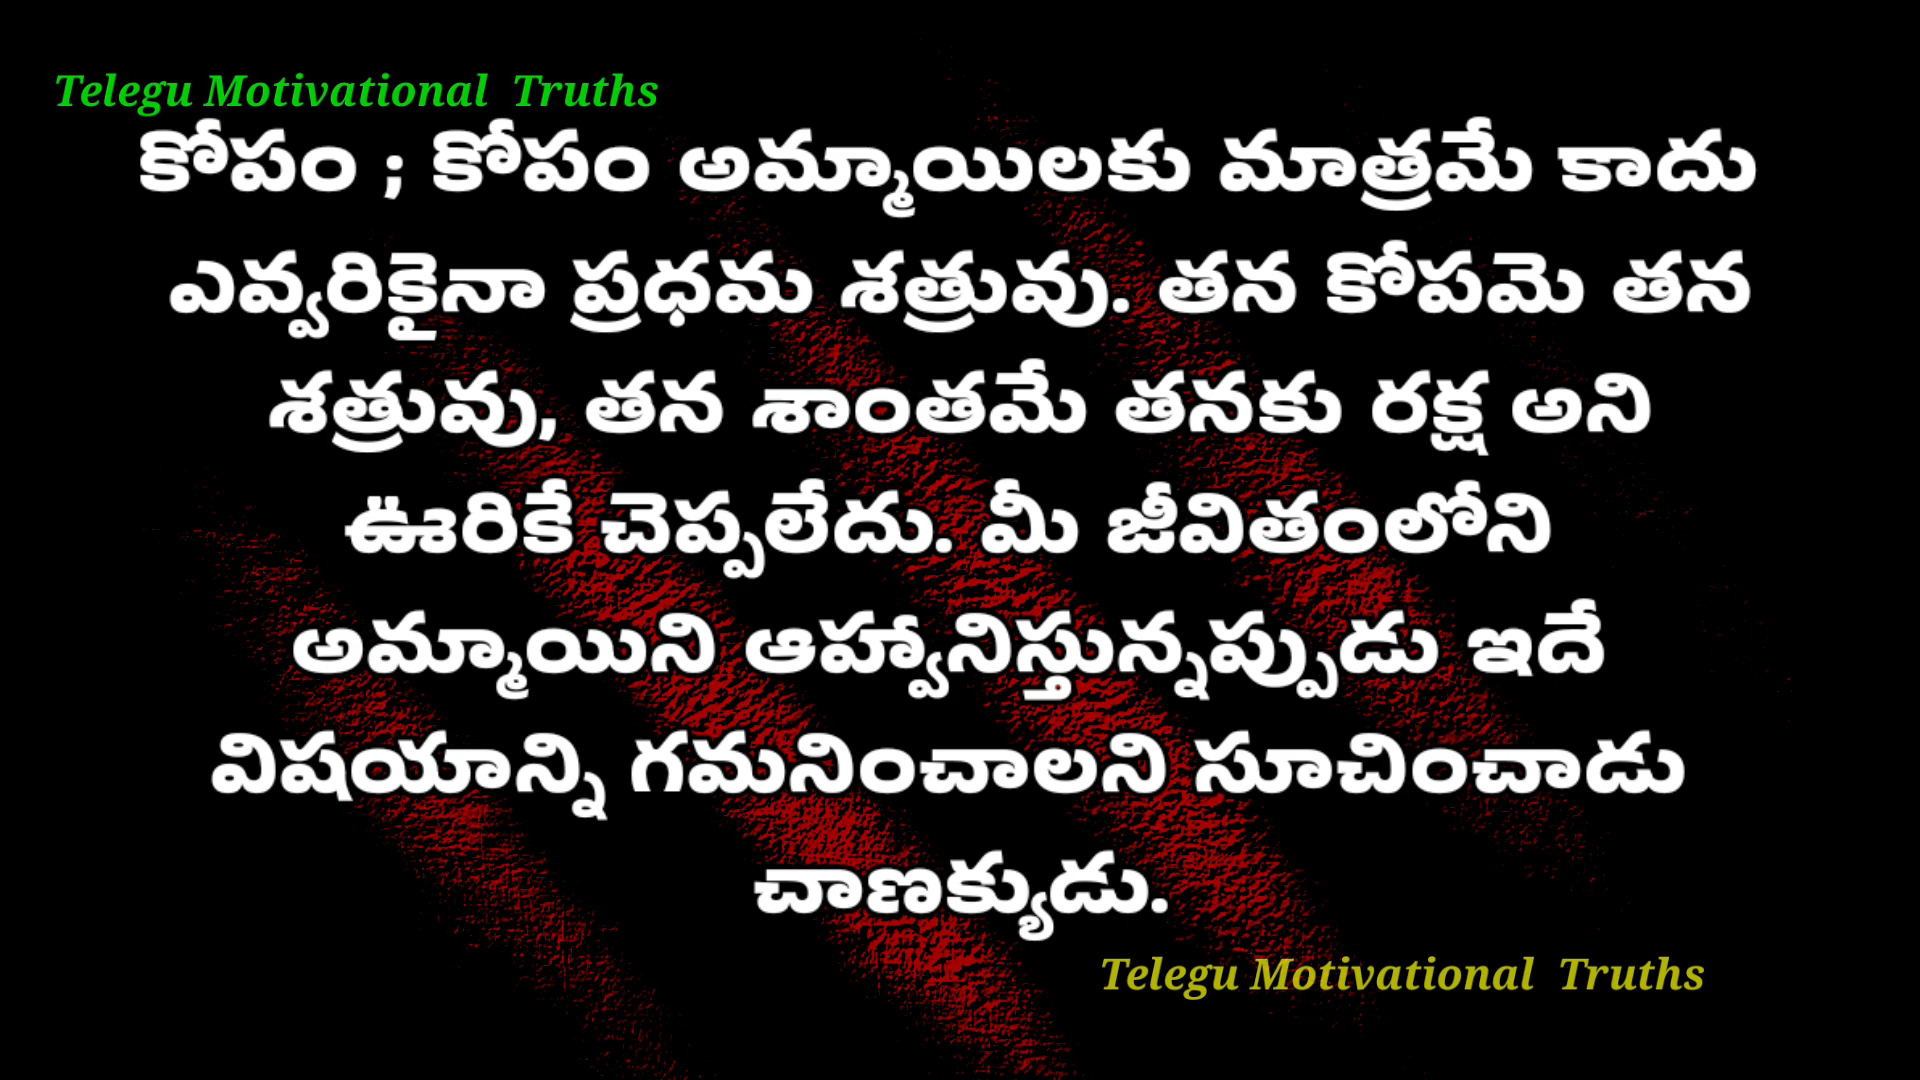 Telegu Motivational Truths
కోపం ; కోపం అమ్మాయిలకు మాత్రమే కాదు
ఎవ్వరికైనా ప్రధమ శత్రువు. తన కోపమె తన
శత్రువు, తన శాంతమే తనకు రక్ష అని
ఊరికే చెప్పలేదు. మీ జీవితంలోని
అమ్మాయిని ఆహ్వానిస్తున్నప్పుడు ఇదే
విషయాన్ని గమనించాలని సూచించాడు
చాణక్యుడు.
Telegu Motivational Truths